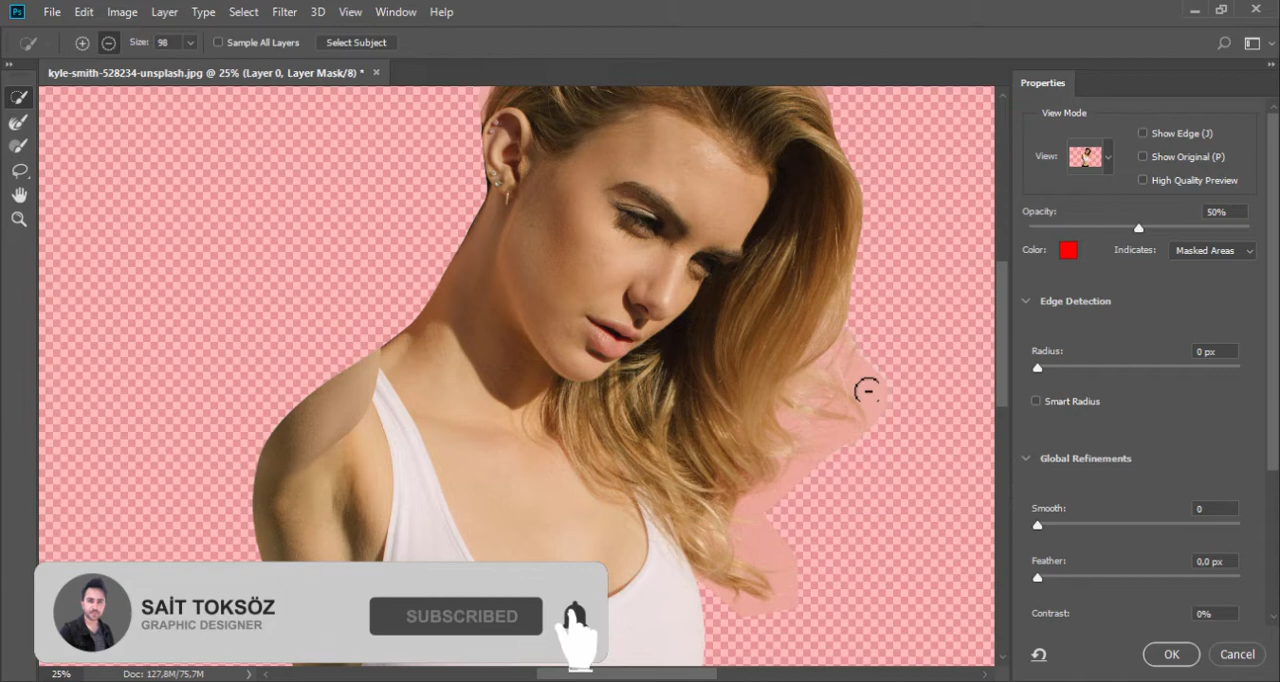 Ps File Edit Image Layer Type Select Filter 3D View Window Help
Size: 98 Sample All Layers Select Subject
kyle-smith-528234-unsplash.jpg @ 25% (Layer 0, Layer Mask/8) * ×
Properties
View Mode
Show Edge (J)
View:
Show Original (P)
High Quality Preview
Opacity: 50%
Color: Indicates: Masked Areas
Edge Detection
Radius: 0 px
Smart Radius
Global Refinements
Smooth: 0
Feather: 0,0 px
Contrast: 0%
SAİT TOKSÖZ
GRAPHIC DESIGNER
SUBSCRIBED
OK Cancel
25% Doc: 127,8M/75,7M